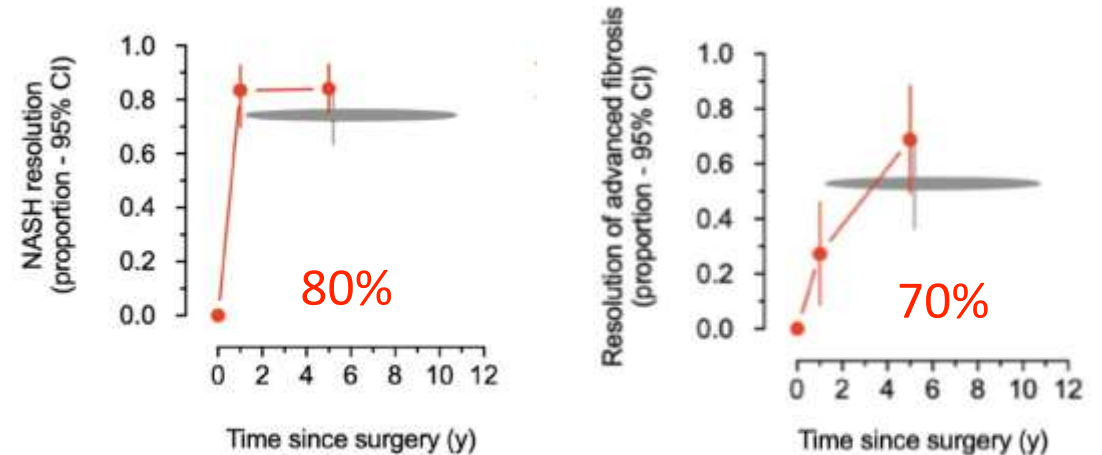 NASH resolution
(proportion - 95% CI)
1.0
0.8
0.6
0.4
0.2
0.0
80%
0 2 4 6 8 10 12
Time since surgery (y)
Resolution of advanced fibrosis
(proportion - 95% CI)
1.0
0.8
0.6
0.4
0.2
0.0
70%
0 2 4 6 8 10 12
Time since surgery (y)